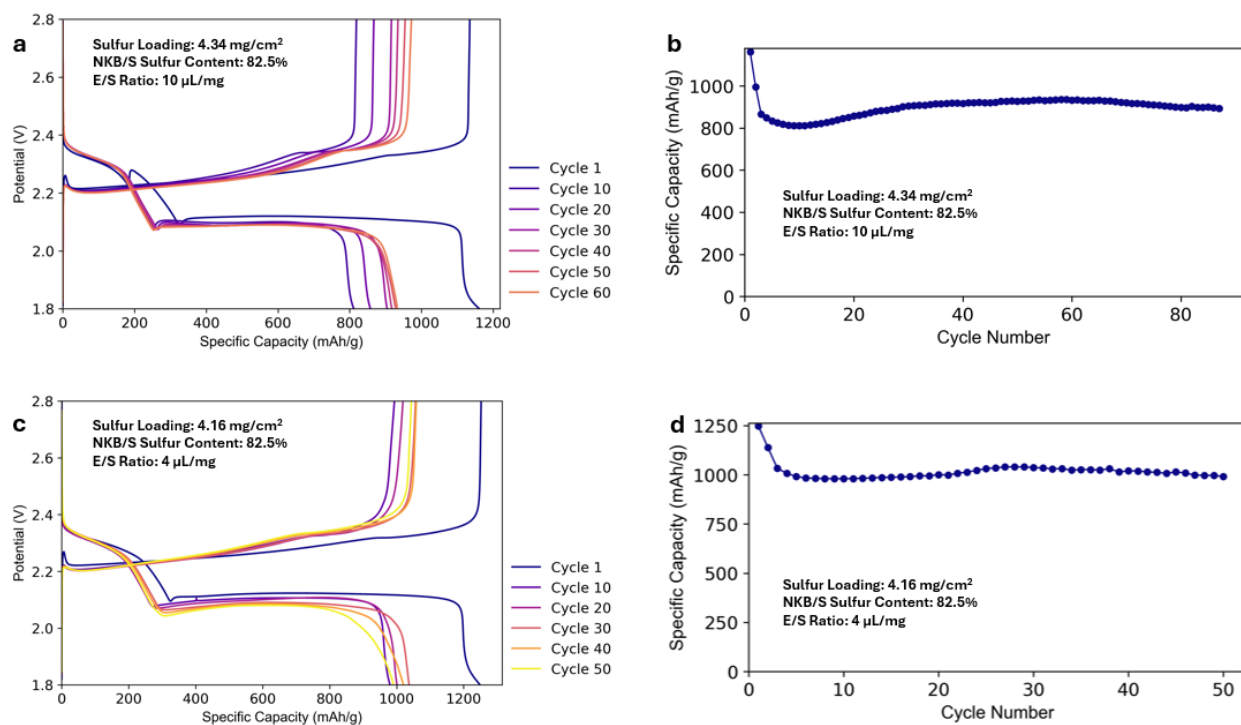 a
Sulfur Loading: 4.34 mg/cm²
NKB/S Sulfur Content: 82.5%
E/S Ratio: 10 µL/mg
Potential (V)
2.8
2.6
2.4
2.2
2.0
1.8
0 200 400 600 800 1000 1200
Specific Capacity (mAh/g)
Cycle 1
Cycle 10
Cycle 20
Cycle 30
Cycle 40
Cycle 50
Cycle 60
b
Specific Capacity (mAh/g)
1000
800
600
400
200
0
Sulfur Loading: 4.34 mg/cm²
NKB/S Sulfur Content: 82.5%
E/S Ratio: 10 µL/mg
0 20 40 60 80
Cycle Number
c
Sulfur Loading: 4.16 mg/cm²
NKB/S Sulfur Content: 82.5%
E/S Ratio: 4 µL/mg
Potential (V)
2.8
2.6
2.4
2.2
2.0
1.8
0 200 400 600 800 1000 1200
Specific Capacity (mAh/g)
Cycle 1
Cycle 10
Cycle 20
Cycle 30
Cycle 40
Cycle 50
d
Specific Capacity (mAh/g)
1250
1000
750
500
250
0
Sulfur Loading: 4.16 mg/cm²
NKB/S Sulfur Content: 82.5%
E/S Ratio: 4 µL/mg
0 10 20 30 40 50
Cycle Number